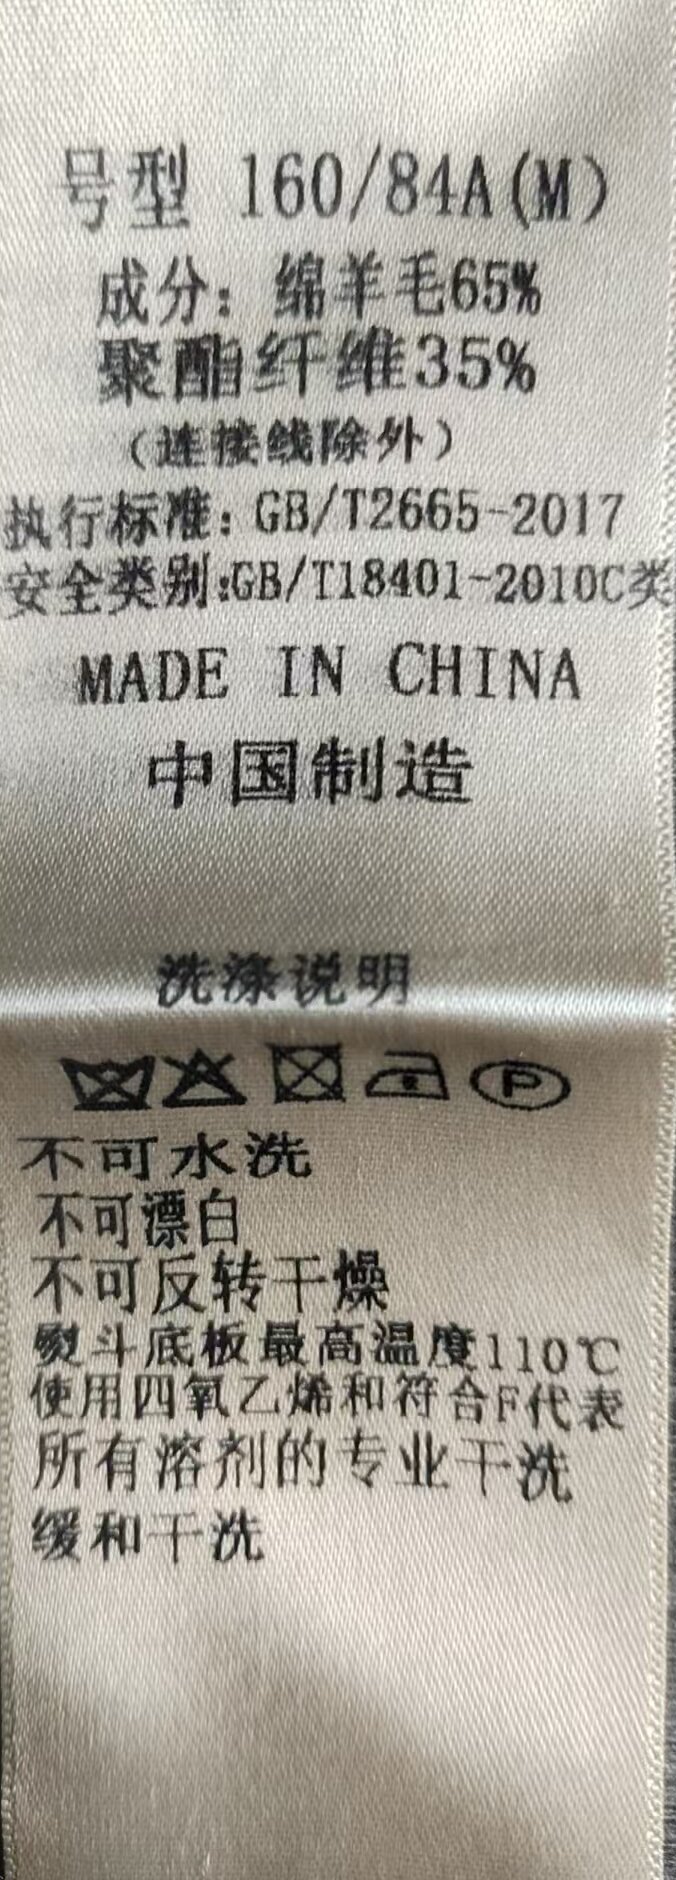 号型 160/84A(M)
成分：绵羊毛65%
聚酯纤维35%
（连接线除外）
执行标准：GB/T2665-2017
安全类别:GB/T18401-2010C类
MADE IN CHINA
中国制造
洗涤说明
P
不可水洗
不可漂白
不可反转干燥
熨斗底板最高温度110℃
使用四氧乙烯和符合F代表
所有溶剂的专业干洗
缓和干洗